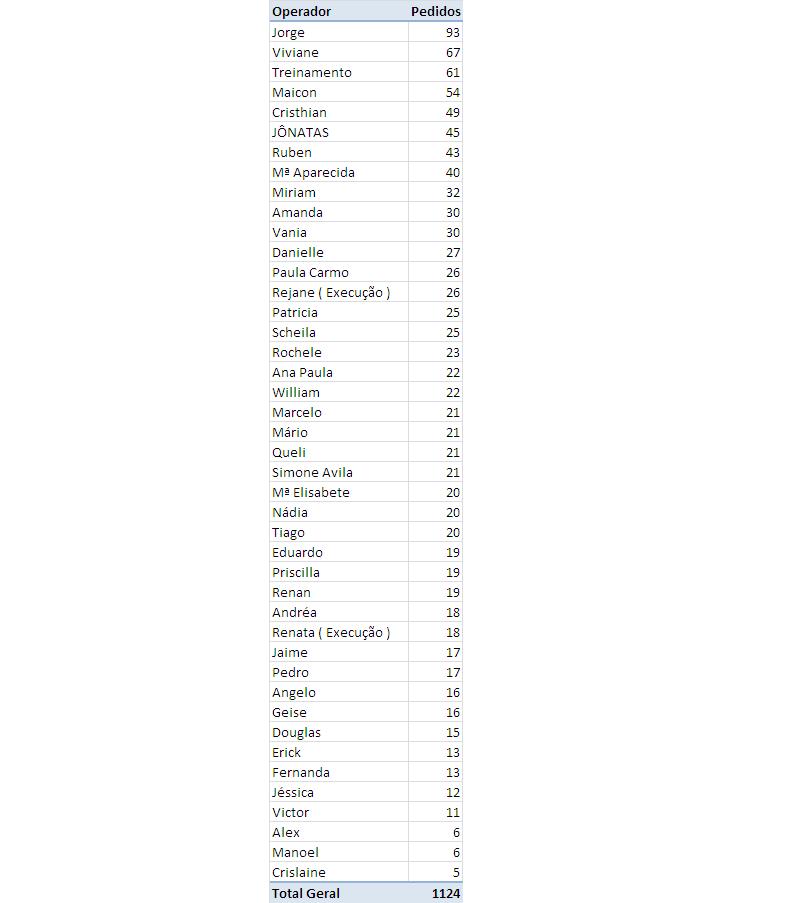 Operador Pedidos
Jorge 93
Viviane 67
Treinamento 61
Maicon 54
Cristhian 49
JÔNATAS 45
Ruben 43
Mª Aparecida 40
Miriam 32
Amanda 30
Vania 30
Danielle 27
Paula Carmo 26
Rejane ( Execução ) 26
Patricia 25
Scheila 25
Rochele 23
Ana Paula 22
William 22
Marcelo 21
Mário 21
Queli 21
Simone Avila 21
Mª Elisabete 20
Nádia 20
Tiago 20
Eduardo 19
Priscilla 19
Renan 19
Andréa 18
Renata ( Execução ) 18
Jaime 17
Pedro 17
Angelo 16
Geise 16
Douglas 15
Erick 13
Fernanda 13
Jéssica 12
Victor 11
Alex 6
Manoel 6
Crislaine 5
Total Geral 1124